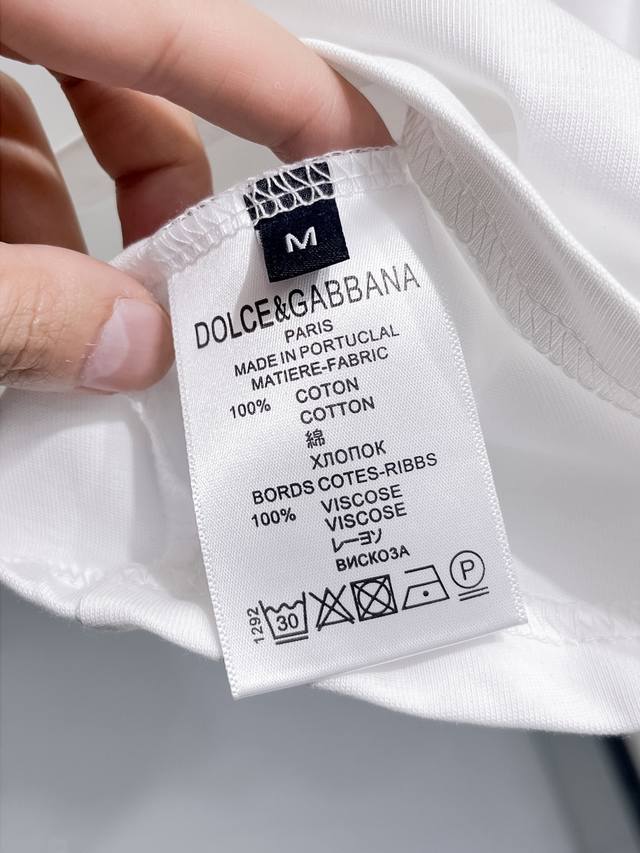 M
DOLCE&GABBANA
PARIS
MADE IN PORTUCLAL
MATIERE-FABRIC
100% COTON
COTTON
綿
ХЛОПОК
BORDS COTES-RIBBS
100% VISCOSE
VISCOSE
レーヨン
ВИСКОЗА
1292 30 P